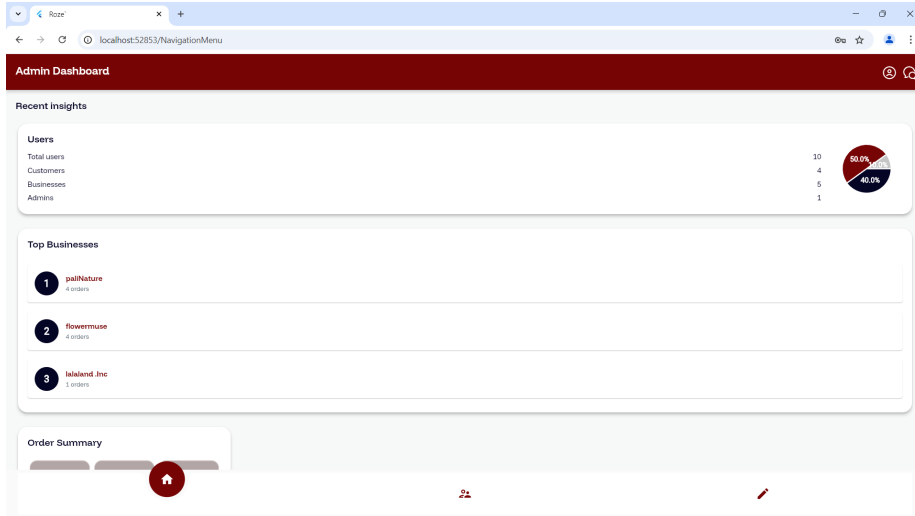 Roze`
localhost:52853/NavigationMenu
Admin Dashboard
Recent insights
Users
Total users 10
Customers 4
Businesses 5
Admins 1
50.0%
10.0%
40.0%
Top Businesses
1 paliNature
4 orders
2 flowermuse
4 orders
3 lalaland .Inc
1 orders
Order Summary